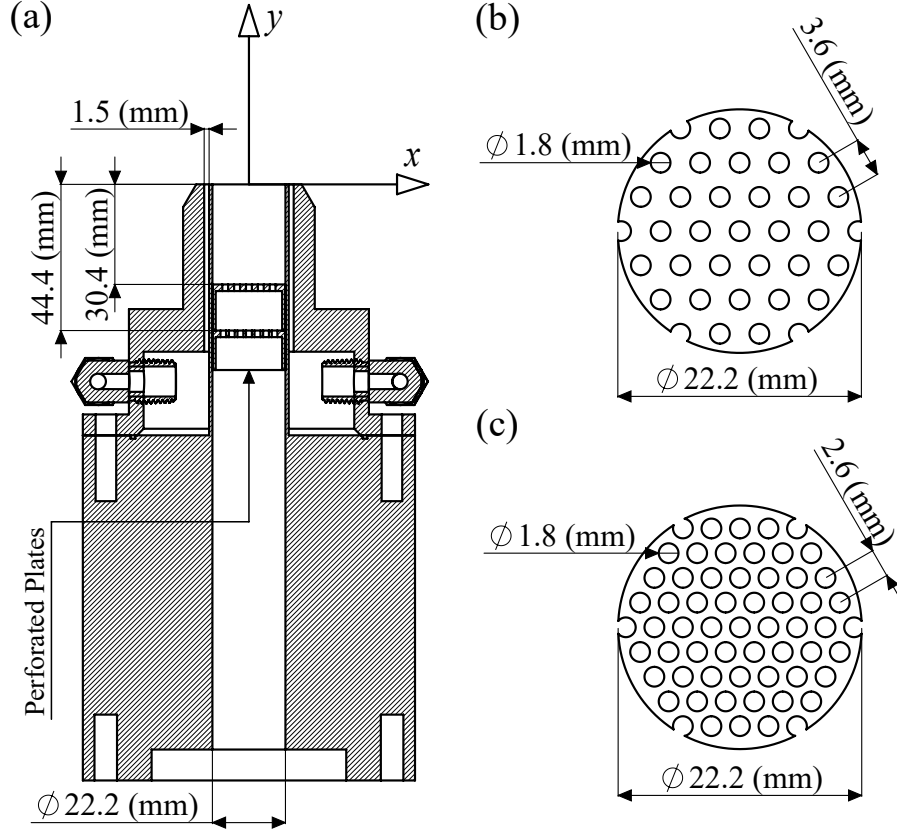 (a)
y
1.5 (mm)
x
44.4 (mm)
30.4 (mm)
Perforated Plates
∅22.2 (mm)
(b)
3.6 (mm)
∅1.8 (mm)
∅22.2 (mm)
(c)
2.6 (mm)
∅1.8 (mm)
∅22.2 (mm)